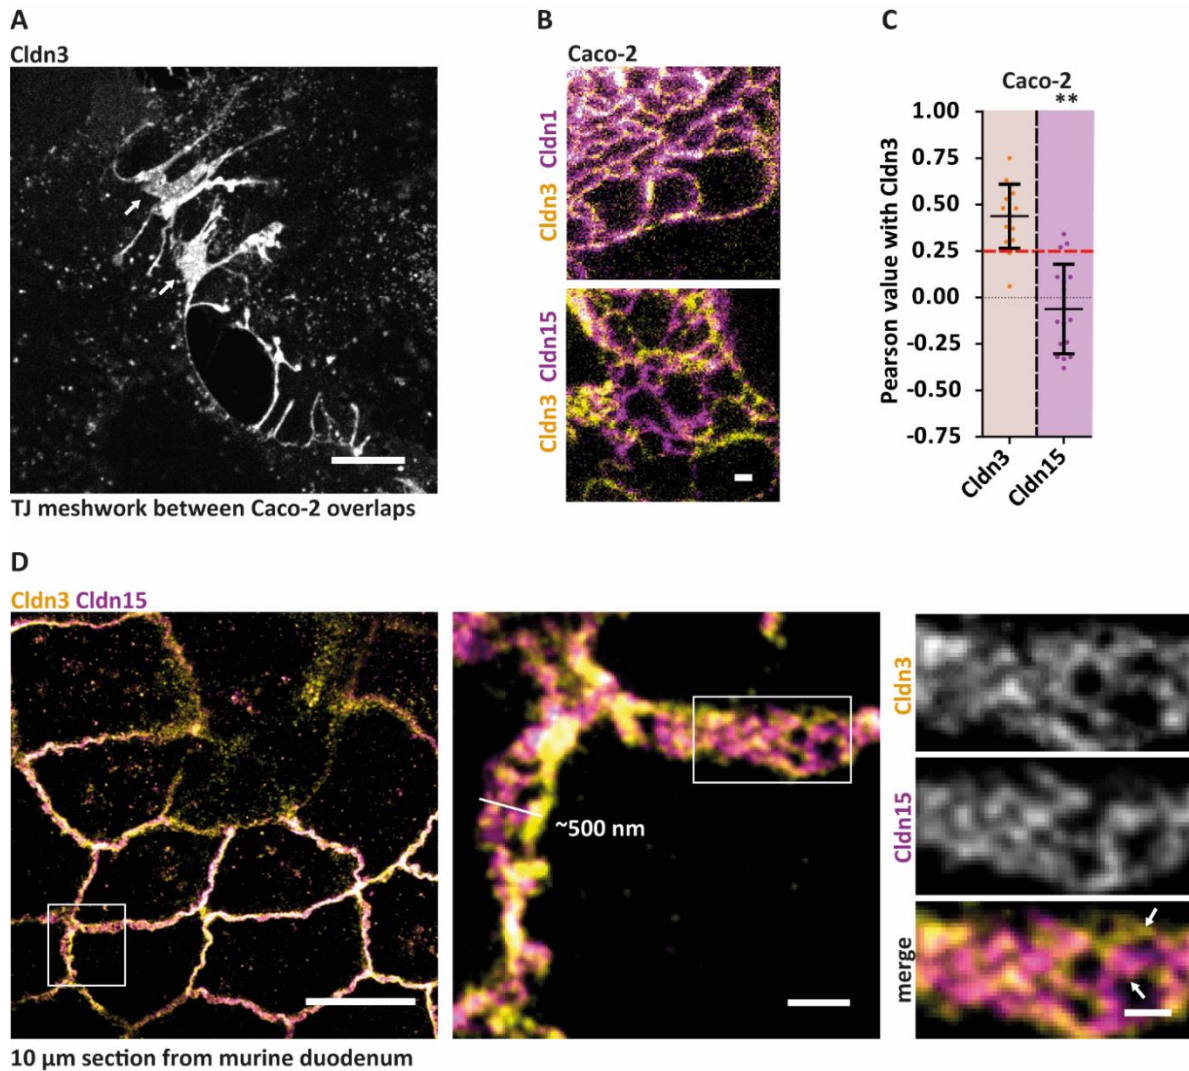 A
Cldn3
TJ meshwork between Caco-2 overlaps
B
Caco-2
Cldn3 Cldn1
Cldn3 Cldn15
C
Caco-2
**
1.00
0.75
0.50
0.25
0.00
-0.25
-0.50
-0.75
Pearson value with Cldn3
Cldn3
Cldn15
D
Cldn3 Cldn15
~500 nm
Cldn3
Cldn15
merge
10 µm section from murine duodenum